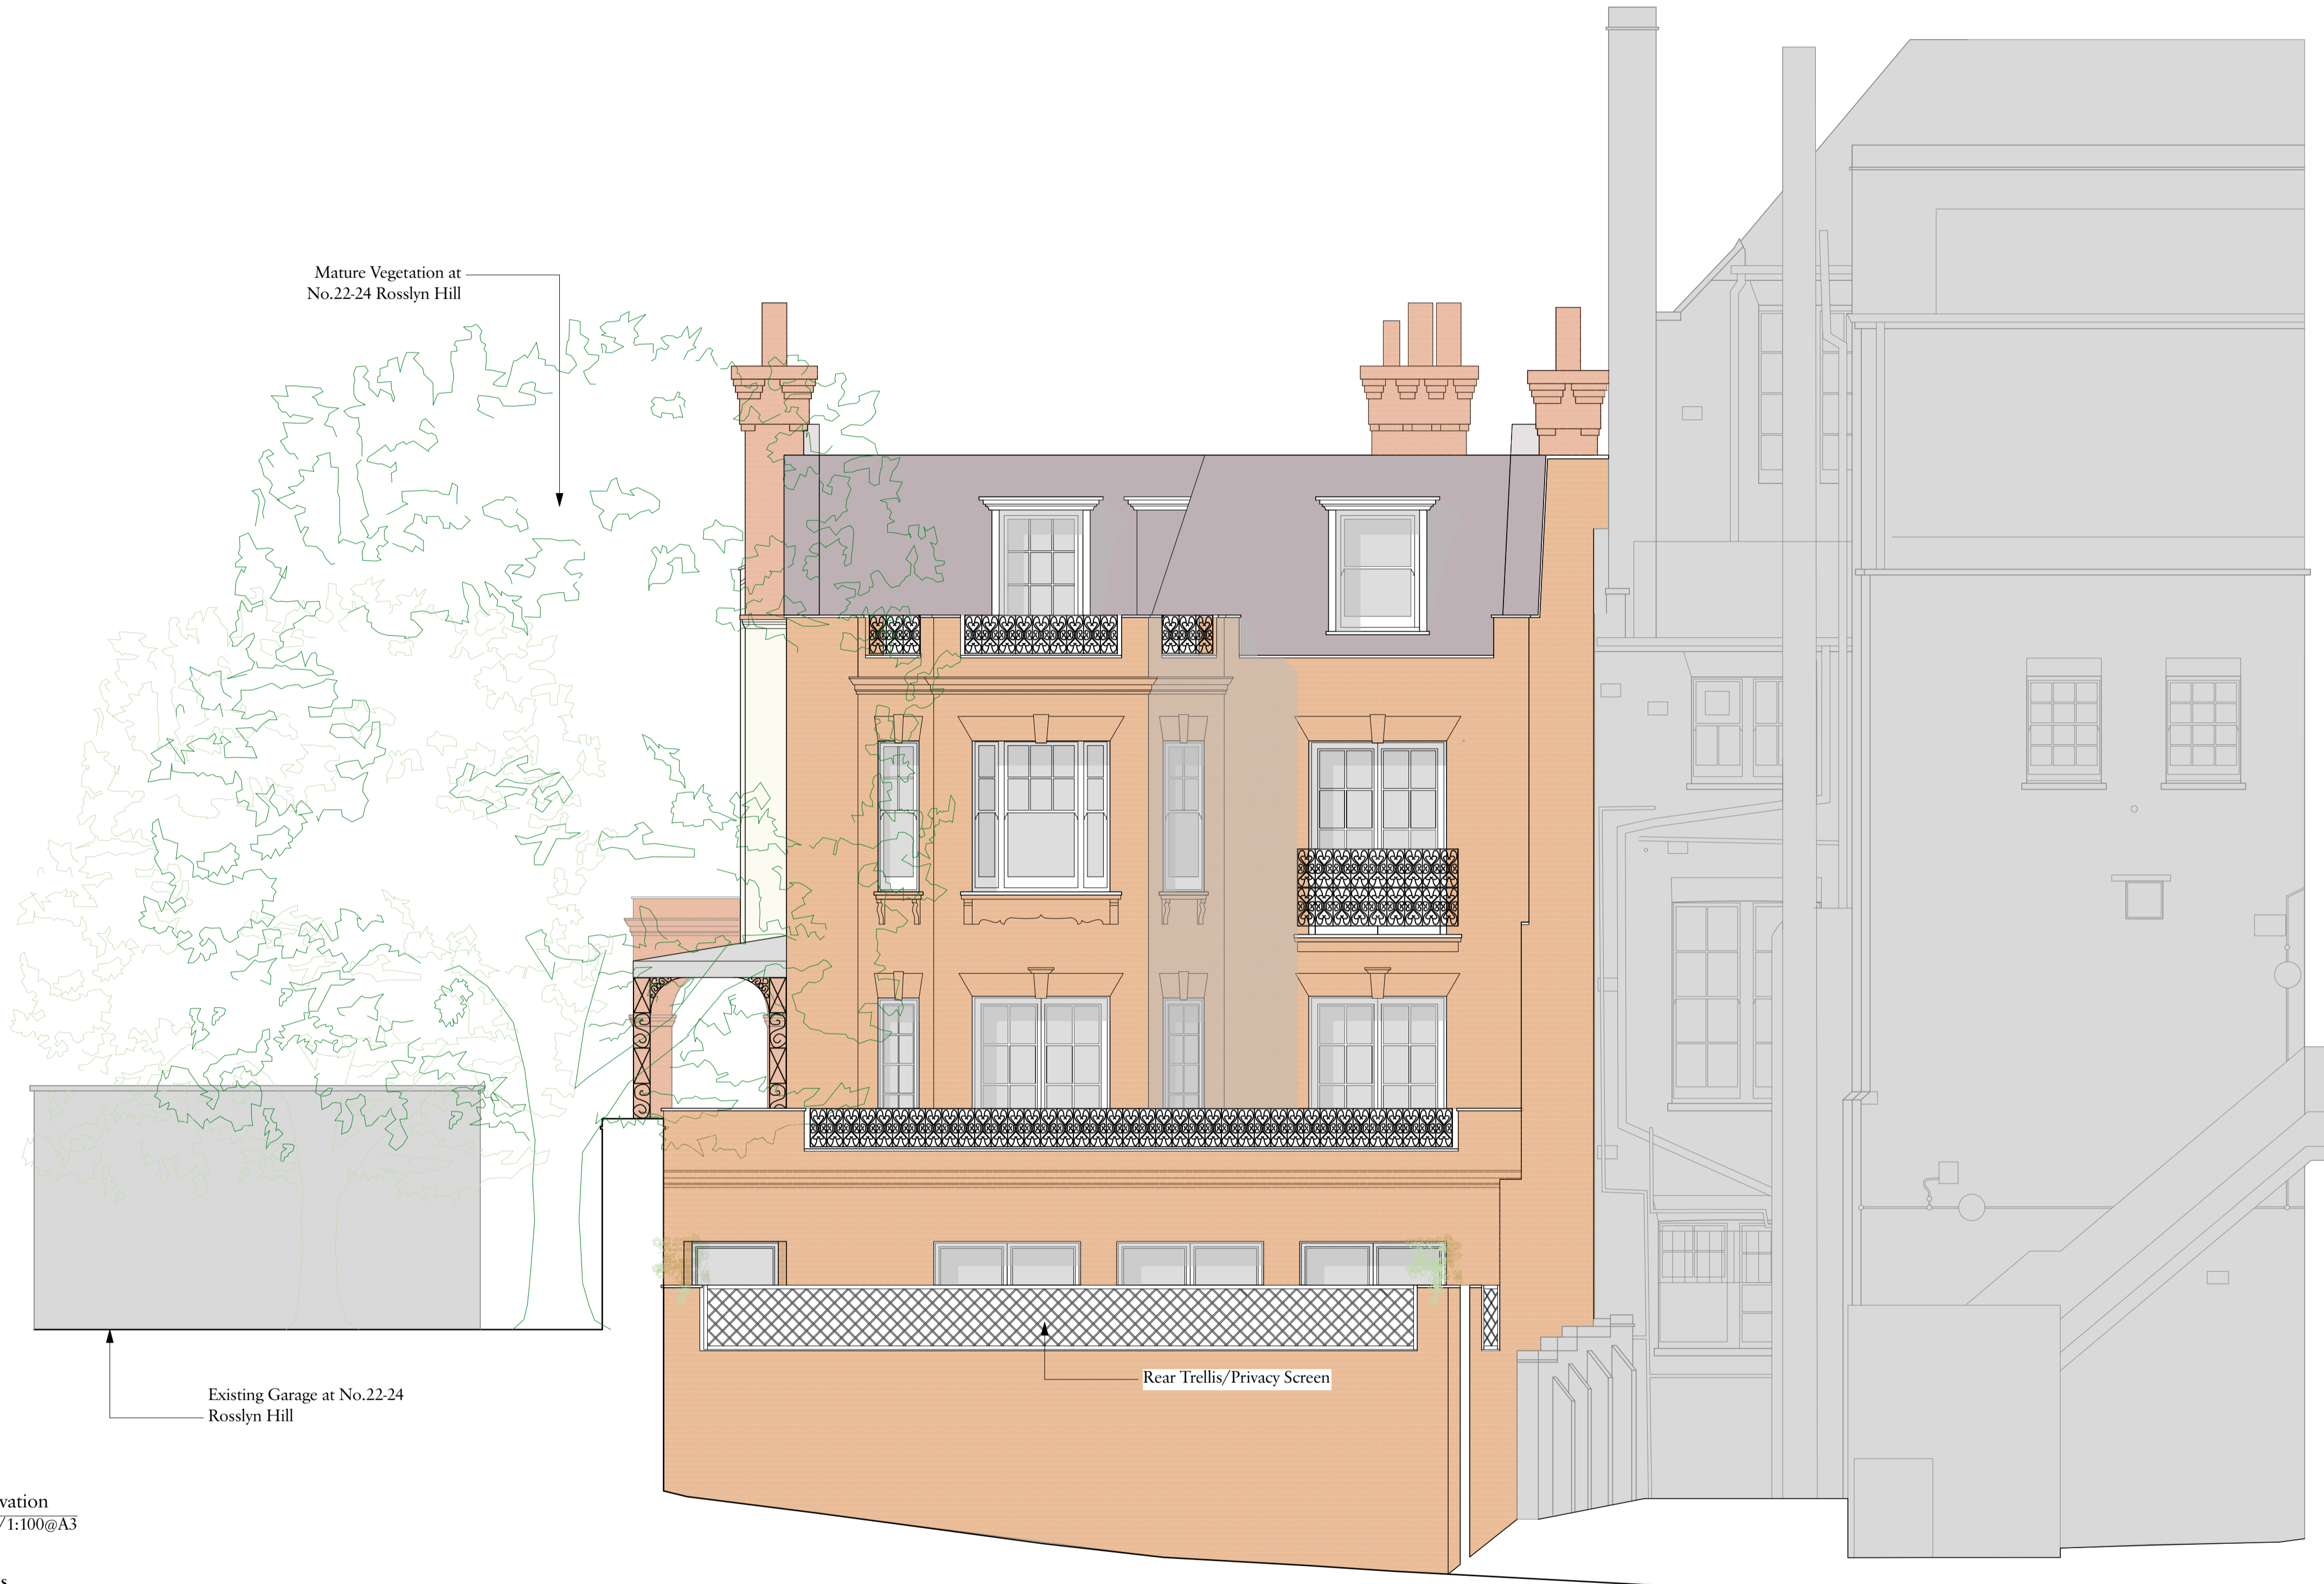 Mature Vegetation at
No.22-24 Rosslyn Hill
Rear Trellis/Privacy Screen
Existing Garage at No.22-24
Rosslyn Hill
/1:100@A3